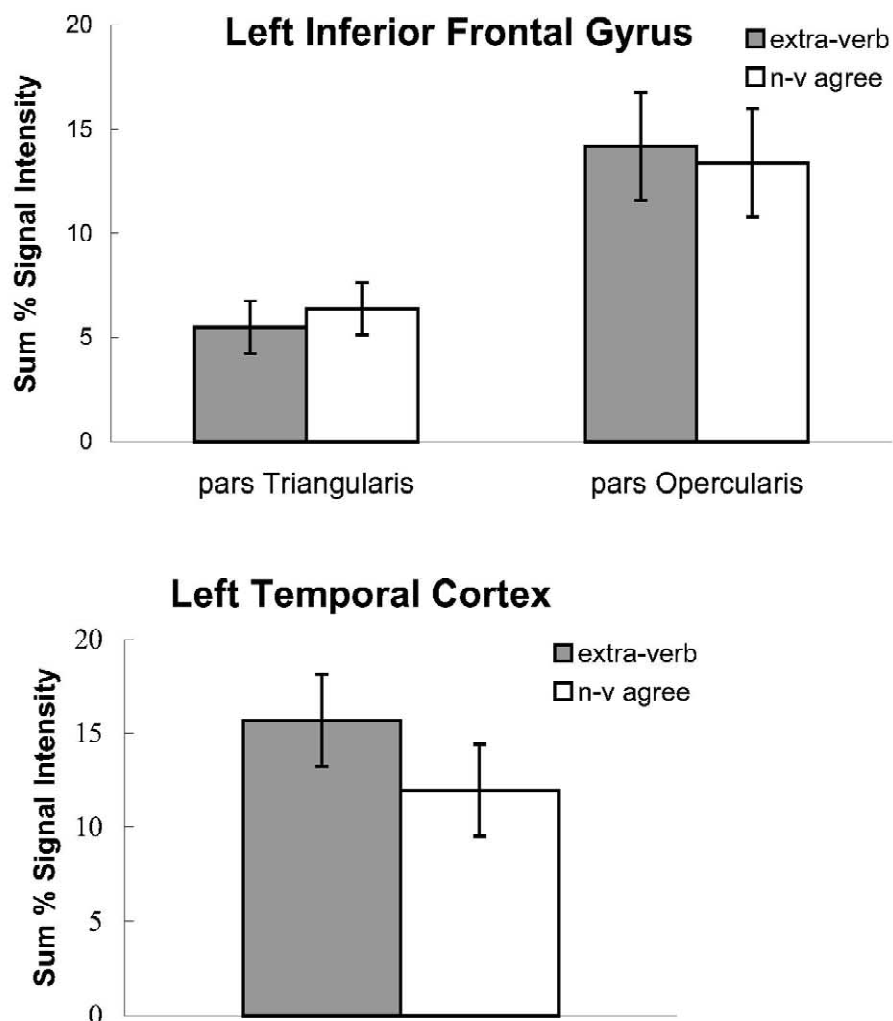 Left Inferior Frontal Gyrus
extra-verb
n-v agree
Sum % Signal Intensity
20
15
10
5
0
pars Triangularis
pars Opercularis
Left Temporal Cortex
extra-verb
n-v agree
Sum % Signal Intensity
20
15
10
5
0